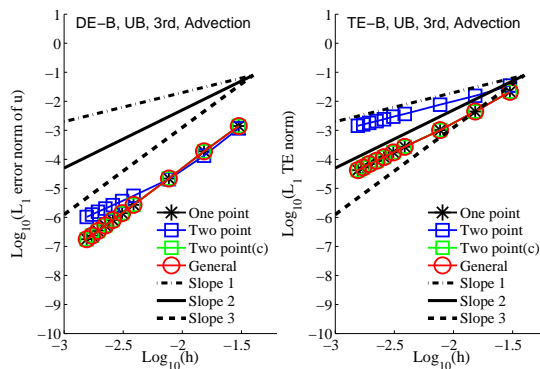 DE−B, UB, 3rd, Advection
Log10(L1 error norm of u)
1
0
−1
−2
−3
−4
−5
−6
−7
−8
−9
−10
−3
−2.5
−2
−1.5
Log10(h)
One point
Two point
Two point(c)
General
Slope 1
Slope 2
Slope 3
TE−B, UB, 3rd, Advection
Log10(L1 TE norm)
1
0
−1
−2
−3
−4
−5
−6
−7
−8
−9
−10
−3
−2.5
−2
−1.5
Log10(h)
One point
Two point
Two point(c)
General
Slope 1
Slope 2
Slope 3